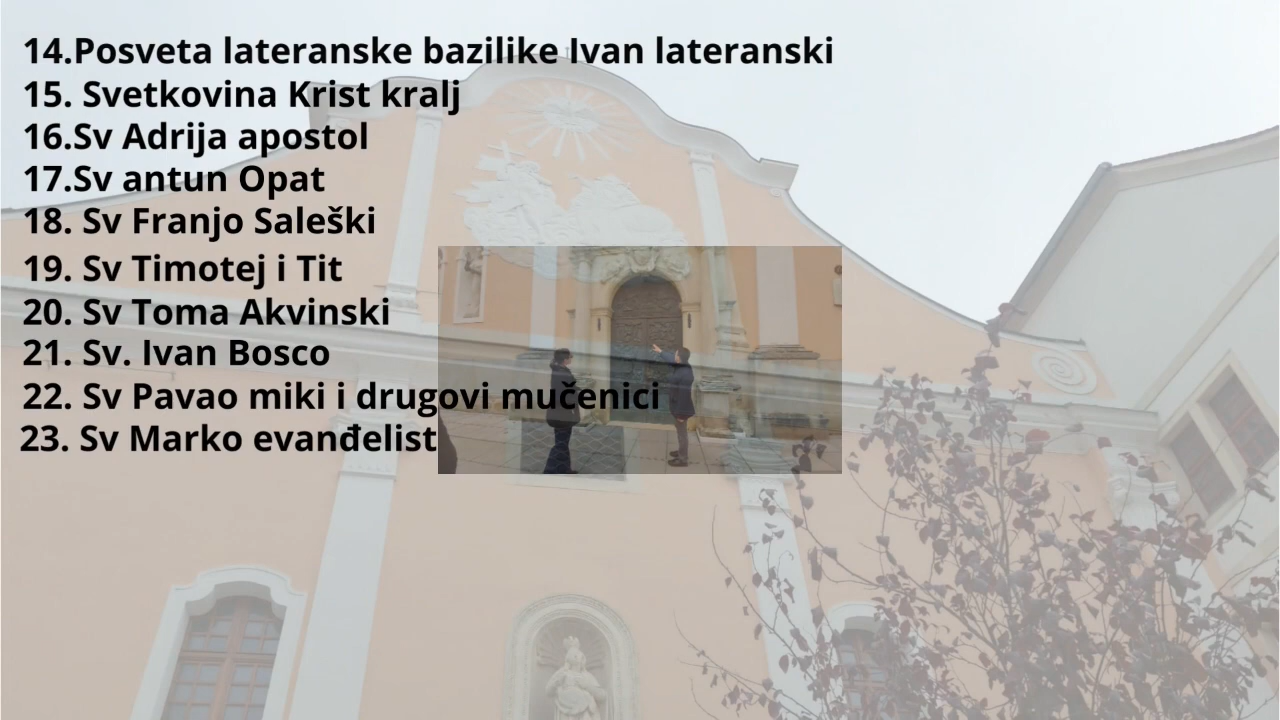 14.Posveta lateranske bazilike Ivan lateranski
15. Svetkovina Krist kralj
16.Sv Adrija apostol
17.Sv antun Opat
18. Sv Franjo Saleški
19. Sv Timotej i Tit
20. Sv Toma Akvinski
21. Sv. Ivan Bosco
22. Sv Pavao miki i drugovi mučenici
23. Sv Marko evanđelist